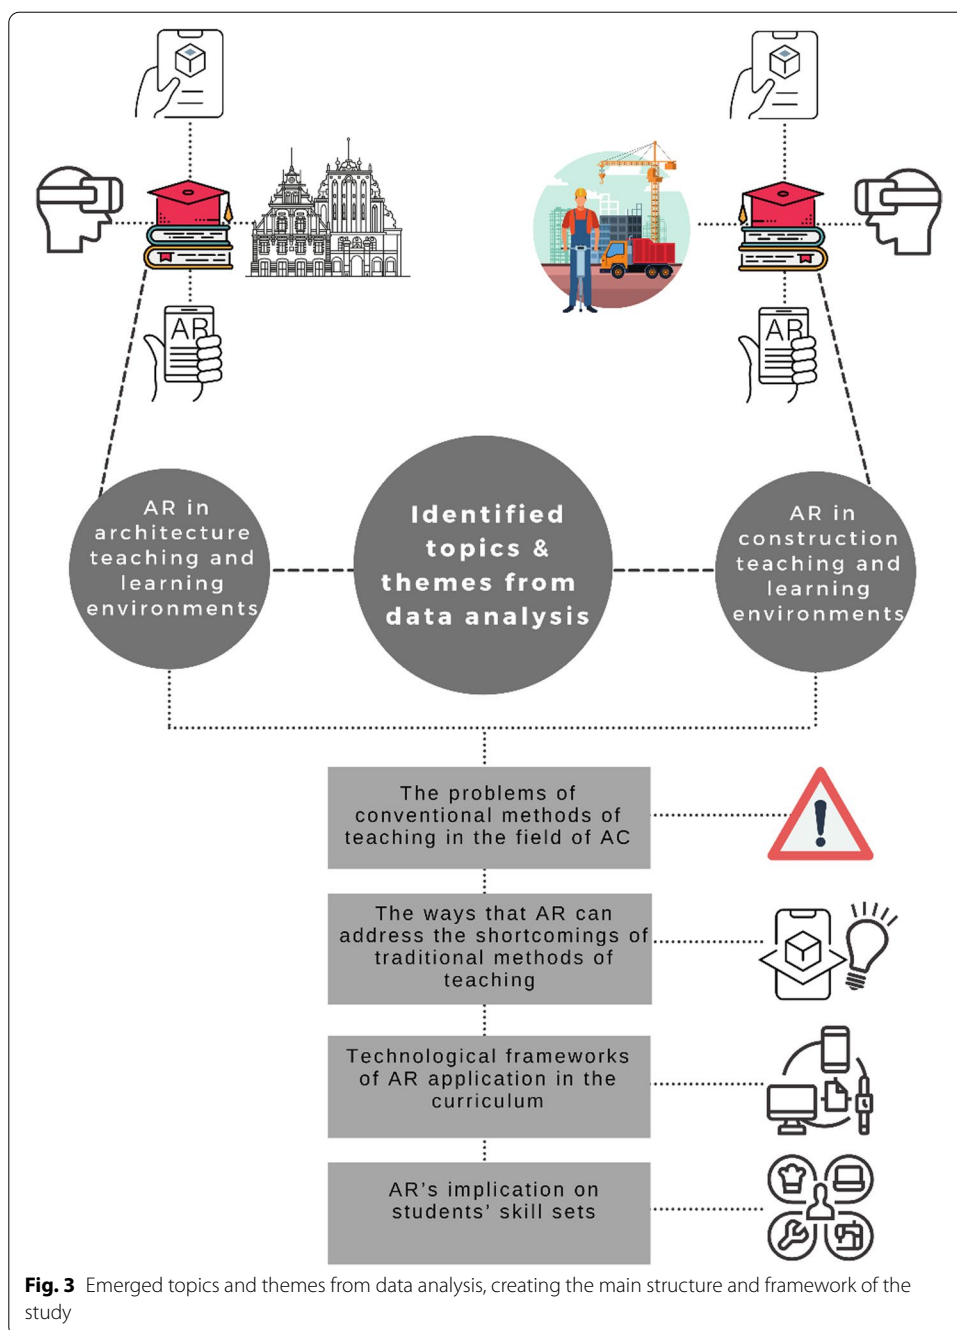 AR
AR
AR in
architecture
teaching and
learning
environments
Identified
topics &
themes from
data analysis
AR in
construction
teaching and
learning
environments
The problems of
conventional methods of
teaching in the field of AC
The ways that AR can
address the shortcomings of
traditional methods of
teaching
Technological frameworks
of AR application in the
curriculum
AR's implication on
students' skill sets
Fig. 3 Emerged topics and themes from data analysis, creating the main structure and framework of the
study